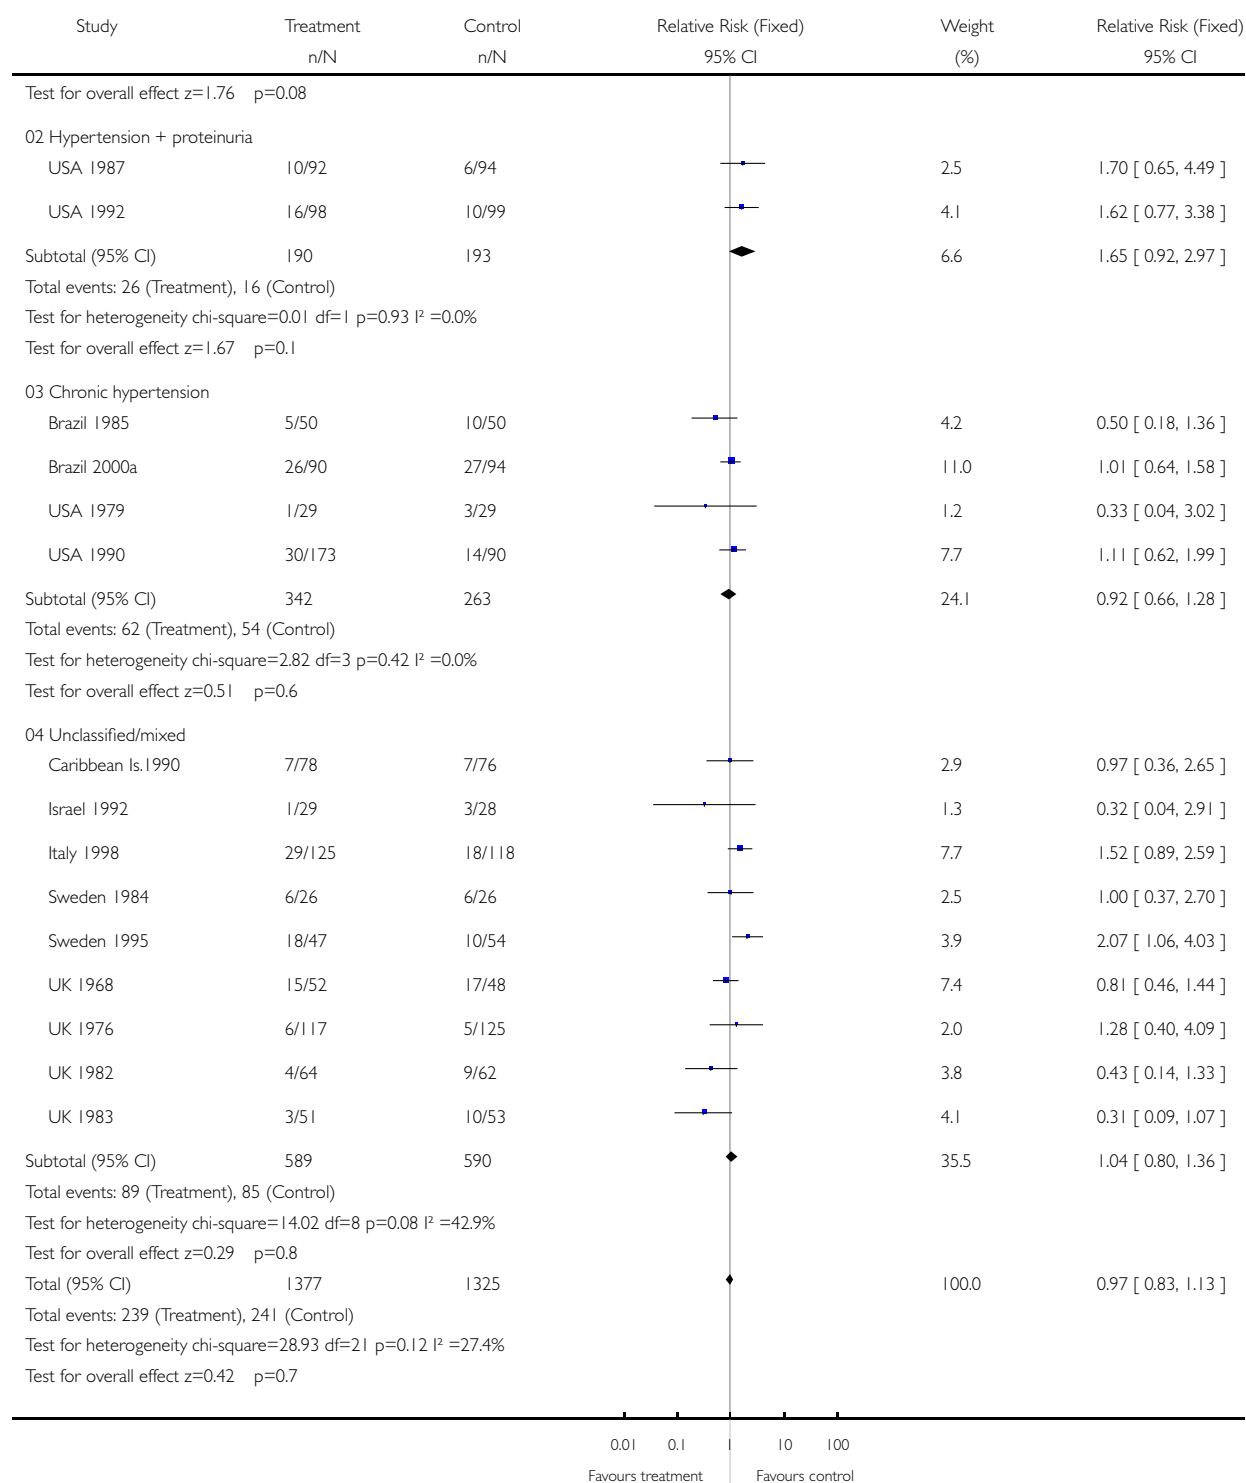 Study Treatment Control Relative Risk (Fixed) Weight Relative Risk (Fixed)
n/N n/N 95% CI (%) 95% CI
Test for overall effect z=1.76 p=0.08
02 Hypertension + proteinuria
USA 1987 10/92 6/94 2.5 1.70 [ 0.65, 4.49 ]
USA 1992 16/98 10/99 4.1 1.62 [ 0.77, 3.38 ]
Subtotal (95% CI) 190 193 6.6 1.65 [ 0.92, 2.97 ]
Total events: 26 (Treatment), 16 (Control)
Test for heterogeneity chi-square=0.01 df=1 p=0.93 I² =0.0%
Test for overall effect z=1.67 p=0.1
03 Chronic hypertension
Brazil 1985 5/50 10/50 4.2 0.50 [ 0.18, 1.36 ]
Brazil 2000a 26/90 27/94 11.0 1.01 [ 0.64, 1.58 ]
USA 1979 1/29 3/29 1.2 0.33 [ 0.04, 3.02 ]
USA 1990 30/173 14/90 7.7 1.11 [ 0.62, 1.99 ]
Subtotal (95% CI) 342 263 24.1 0.92 [ 0.66, 1.28 ]
Total events: 62 (Treatment), 54 (Control)
Test for heterogeneity chi-square=2.82 df=3 p=0.42 I² =0.0%
Test for overall effect z=0.51 p=0.6
04 Unclassified/mixed
Caribbean Is.1990 7/78 7/76 2.9 0.97 [ 0.36, 2.65 ]
Israel 1992 1/29 3/28 1.3 0.32 [ 0.04, 2.91 ]
Italy 1998 29/125 18/118 7.7 1.52 [ 0.89, 2.59 ]
Sweden 1984 6/26 6/26 2.5 1.00 [ 0.37, 2.70 ]
Sweden 1995 18/47 10/54 3.9 2.07 [ 1.06, 4.03 ]
UK 1968 15/52 17/48 7.4 0.81 [ 0.46, 1.44 ]
UK 1976 6/117 5/125 2.0 1.28 [ 0.40, 4.09 ]
UK 1982 4/64 9/62 3.8 0.43 [ 0.14, 1.33 ]
UK 1983 3/51 10/53 4.1 0.31 [ 0.09, 1.07 ]
Subtotal (95% CI) 589 590 35.5 1.04 [ 0.80, 1.36 ]
Total events: 89 (Treatment), 85 (Control)
Test for heterogeneity chi-square=14.02 df=8 p=0.08 I² =42.9%
Test for overall effect z=0.29 p=0.8
Total (95% CI) 1377 1325 100.0 0.97 [ 0.83, 1.13 ]
Total events: 239 (Treatment), 241 (Control)
Test for heterogeneity chi-square=28.93 df=21 p=0.12 I² =27.4%
Test for overall effect z=0.42 p=0.7
0.01 0.1 1 10 100
Favours treatment Favours control